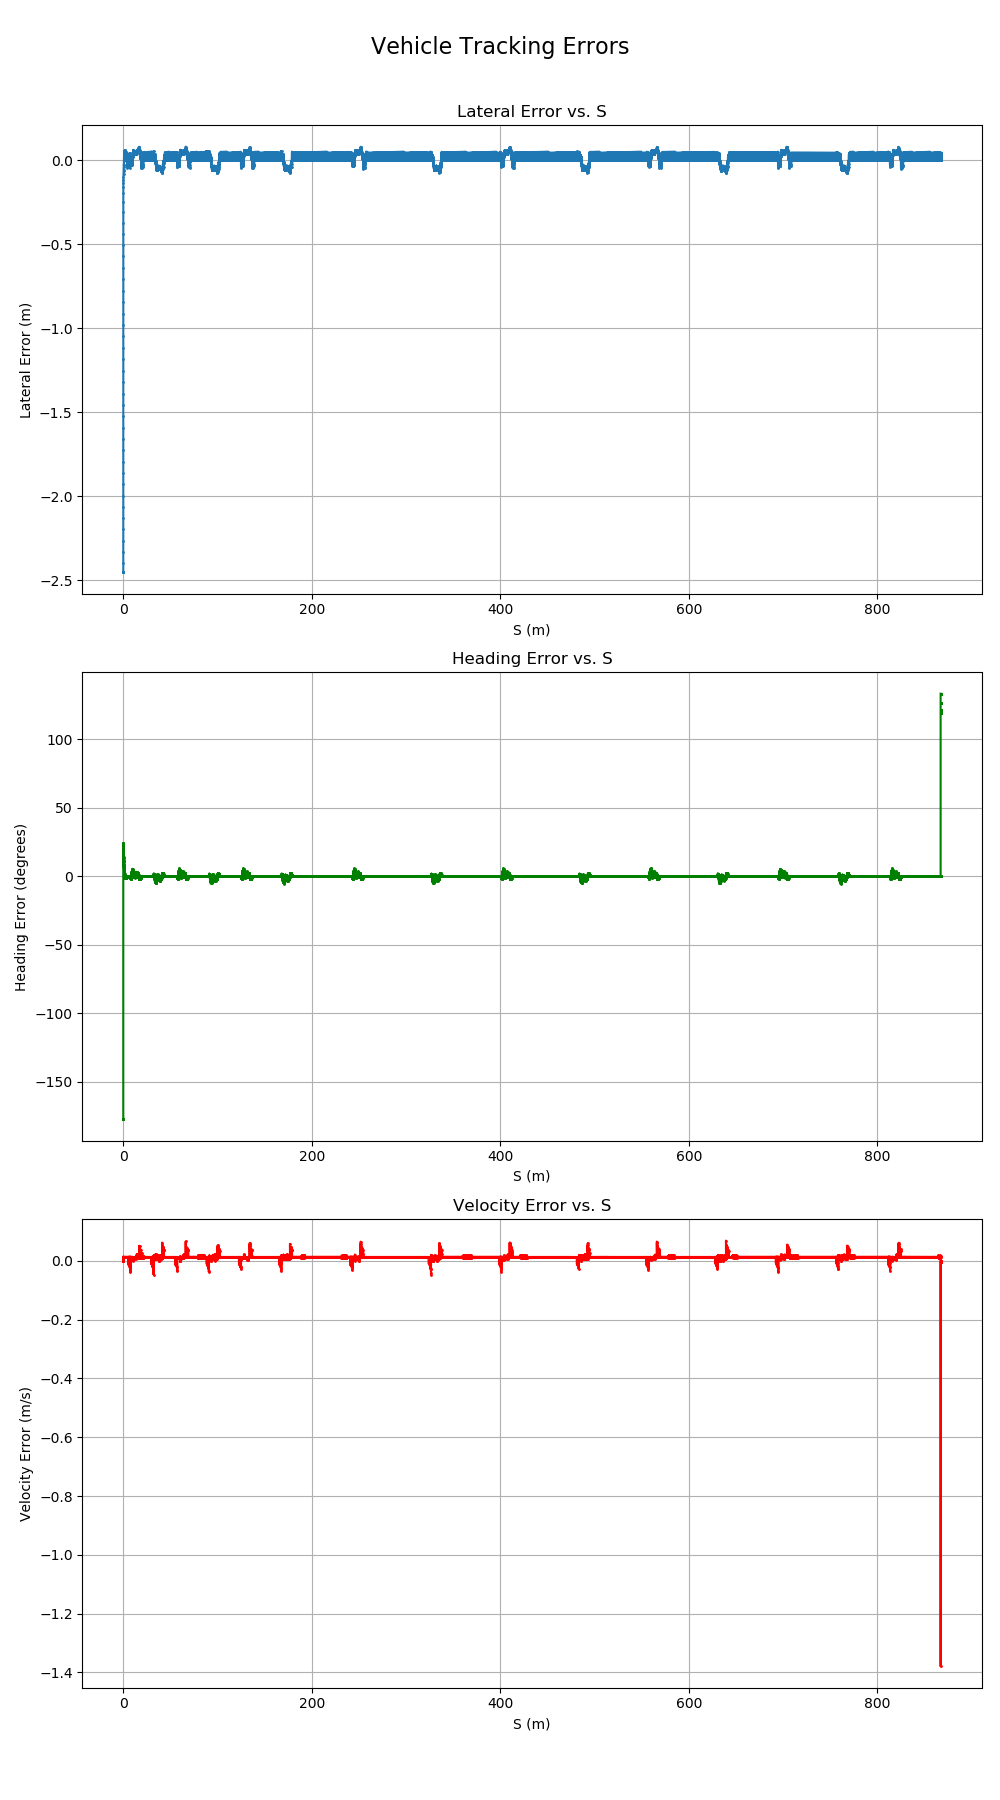 Vehicle Tracking Errors
Lateral Error vs. S
Lateral Error (m)
0.0
−0.5
−1.0
−1.5
−2.0
−2.5
0 200 400 600 800
S (m)
Heading Error vs. S
Heading Error (degrees)
100
50
0
−50
−100
−150
0 200 400 600 800
S (m)
Velocity Error vs. S
Velocity Error (m/s)
0.0
−0.2
−0.4
−0.6
−0.8
−1.0
−1.2
−1.4
0 200 400 600 800
S (m)